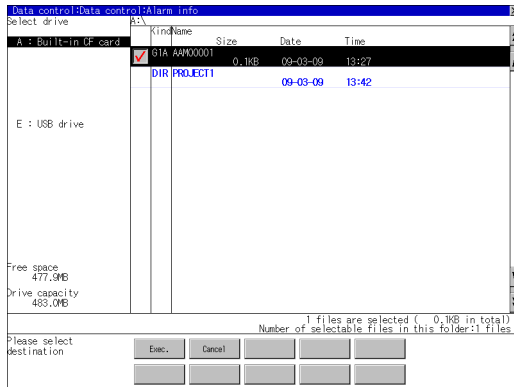 Data control:Data control:Alarm info
Select drive
A:\
Kind Name
Size Date Time
A : Built-in CF card
G1A AAM00001
0.1KB 09-03-09 13:27
DIR PROJECT1
09-03-09 13:42
E : USB drive
Free space
477.9MB
Drive capacity
483.0MB
1 files are selected ( 0.1KB in total)
Number of selectable files in this folder:1 files
Please select
destination
Exec. Cancel